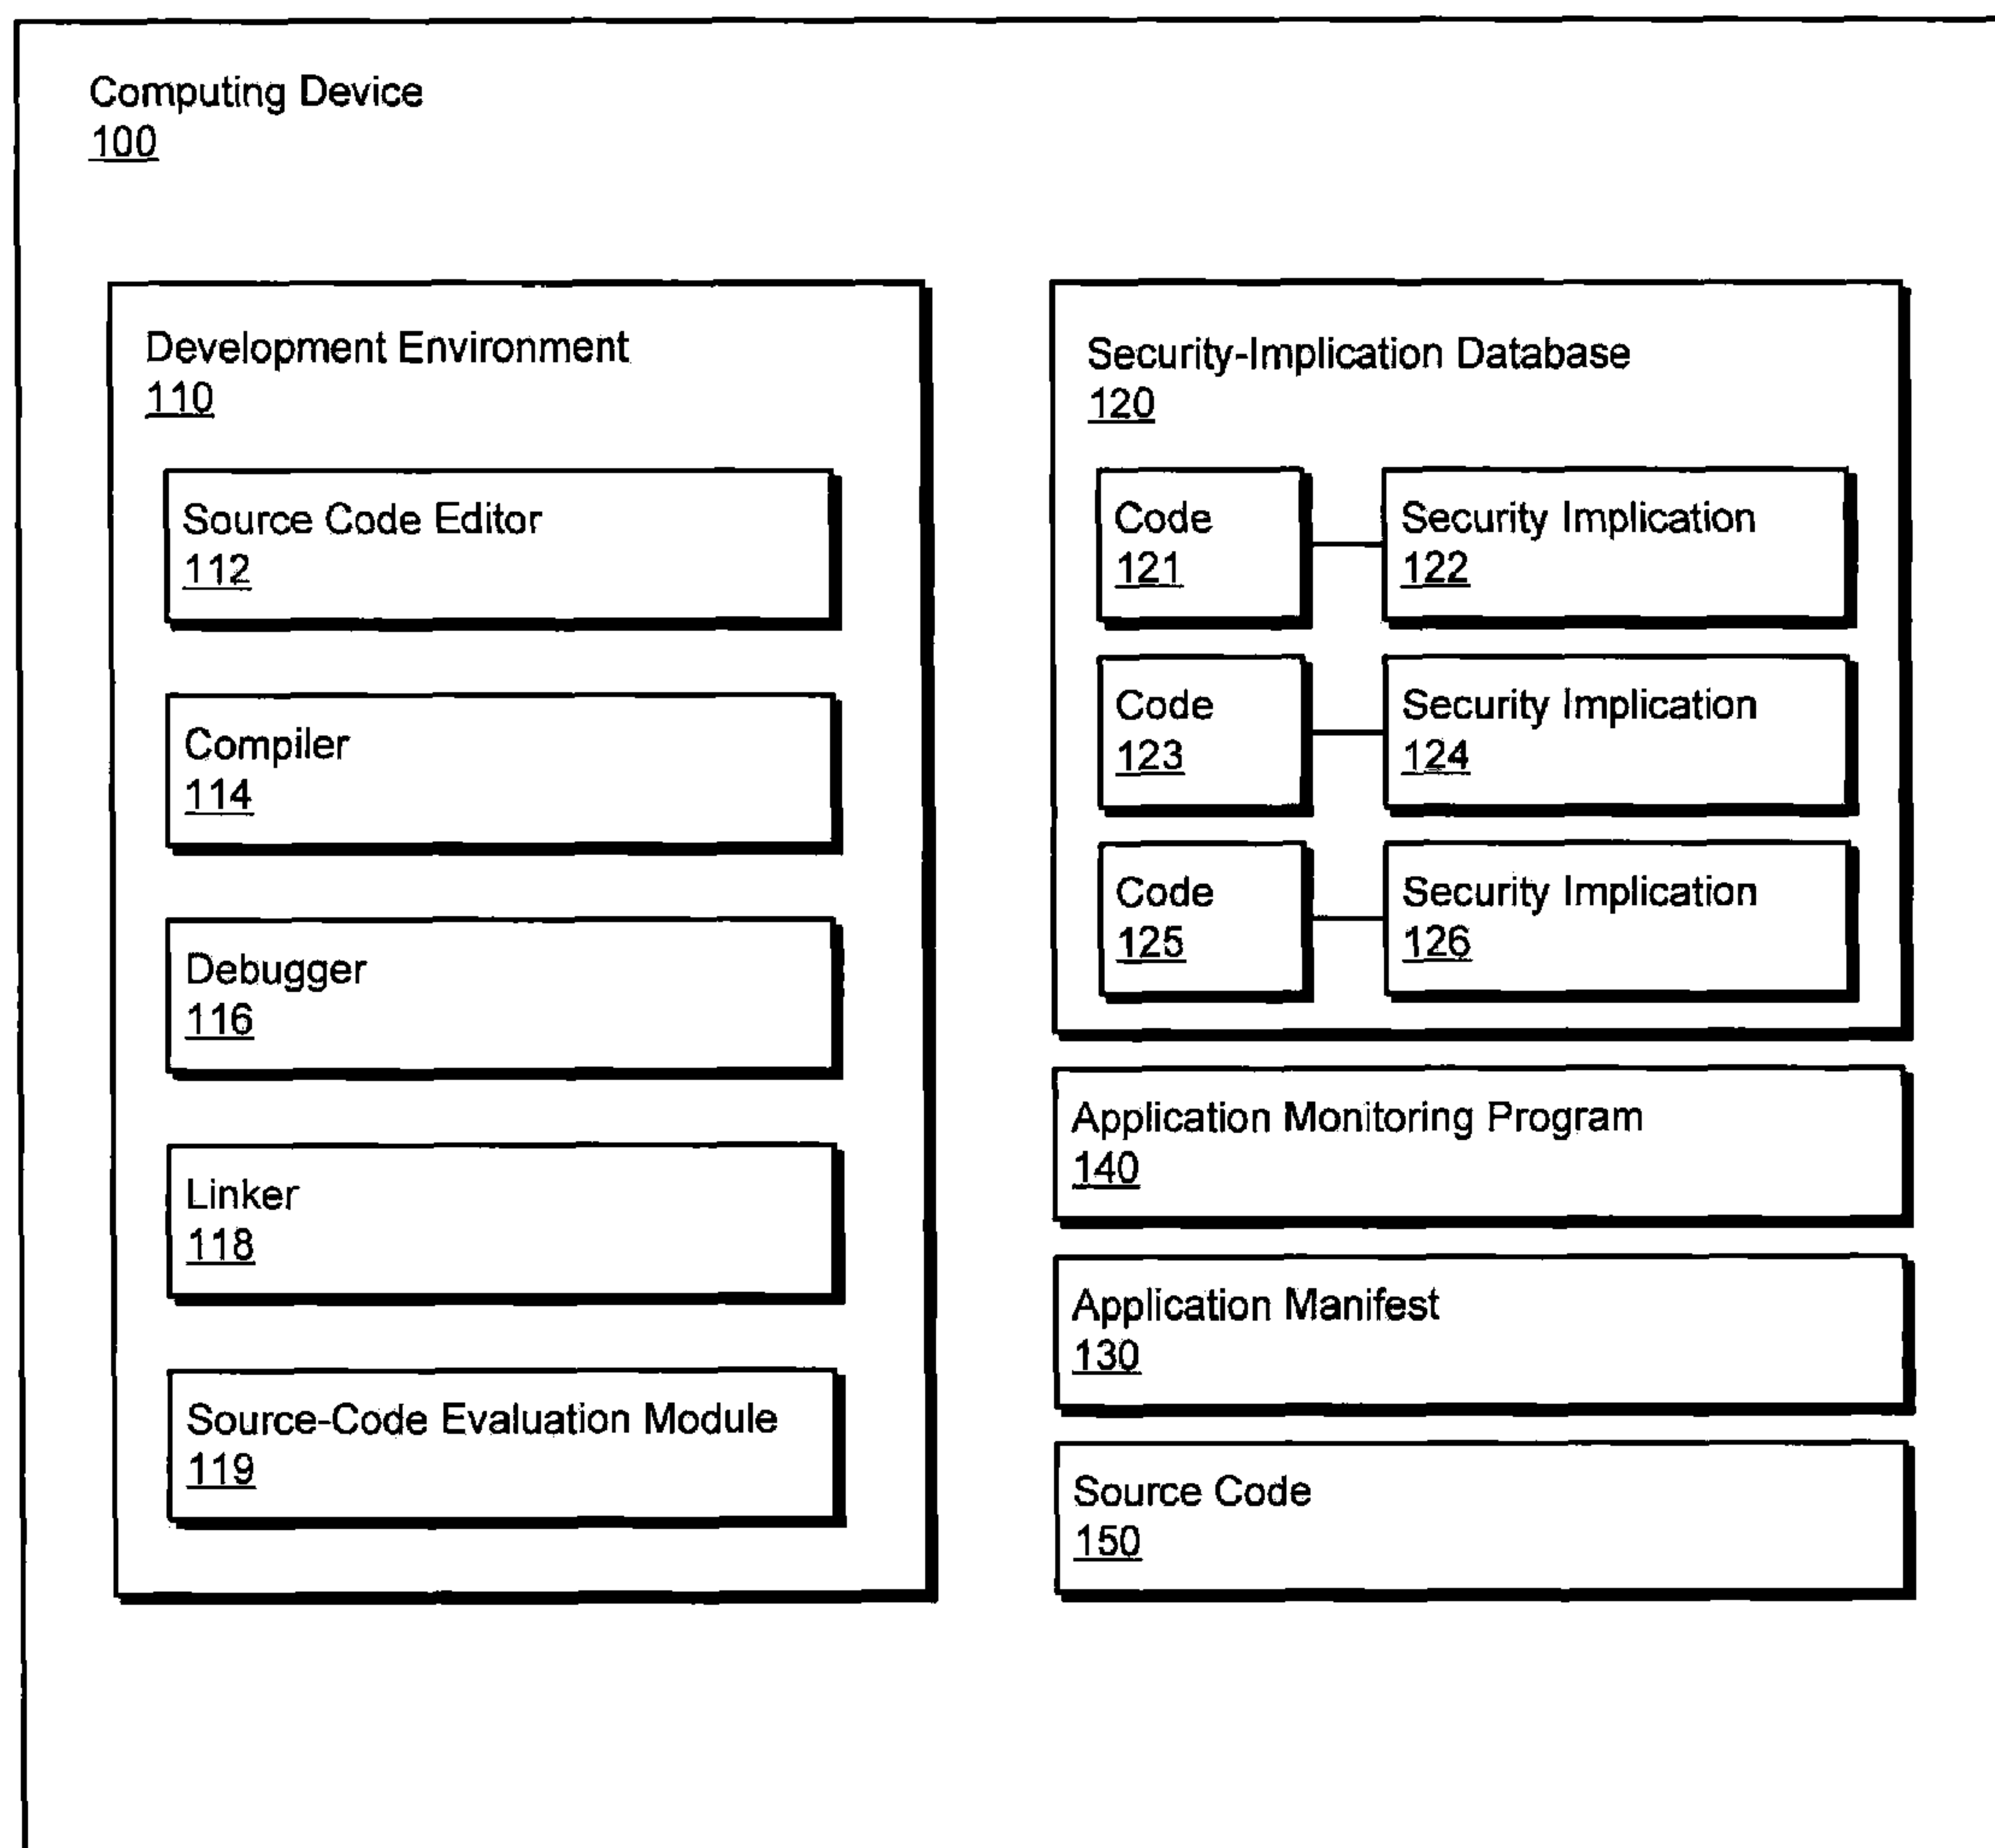 Computing Device
100
Development Environment
110
Source Code Editor
112
Compiler
114
Debugger
116
Linker
118
Source-Code Evaluation Module
119
Security-Implication Database
120
Code
121
Security Implication
122
Code
123
Security Implication
124
Code
125
Security Implication
126
Application Monitoring Program
140
Application Manifest
130
Source Code
150